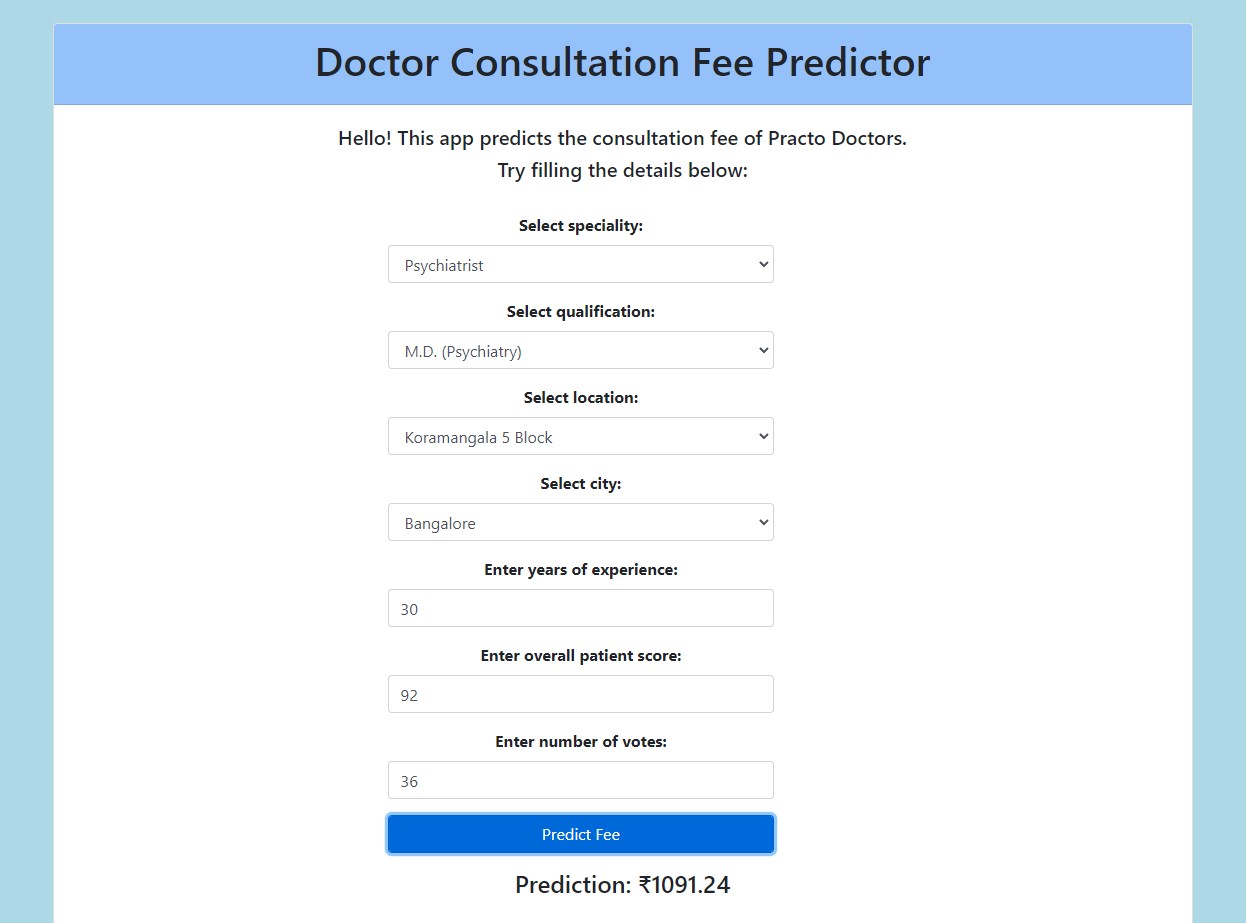 Doctor Consultation Fee Predictor
Hello! This app predicts the consultation fee of Practo Doctors.
Try filling the details below:
Select speciality:
Psychiatrist
Select qualification:
M.D. (Psychiatry)
Select location:
Koramangala 5 Block
Select city:
Bangalore
Enter years of experience:
30
Enter overall patient score:
92
Enter number of votes:
36
Predict Fee
Prediction: ₹1091.24